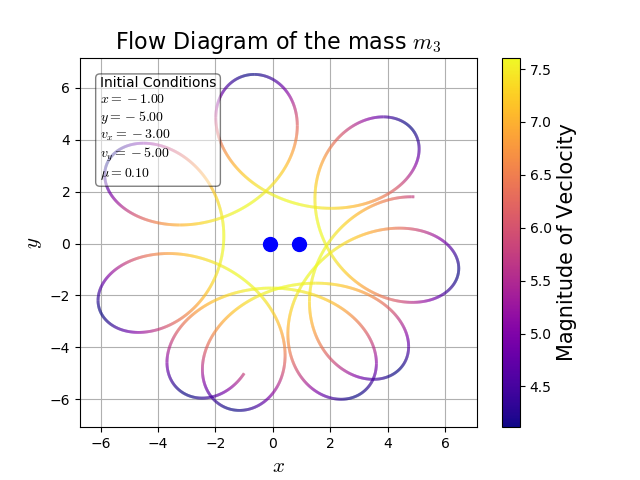 Flow Diagram of the mass m₃
Initial Conditions
x = −1.00
y = −5.00
vₓ = −3.00
v_y = −5.00
μ = 0.10
6
4
2
0
−2
−4
−6
y
−6
−4
−2
0
2
4
6
x
7.5
7.0
6.5
6.0
5.5
5.0
4.5
Magnitude of Veclocity